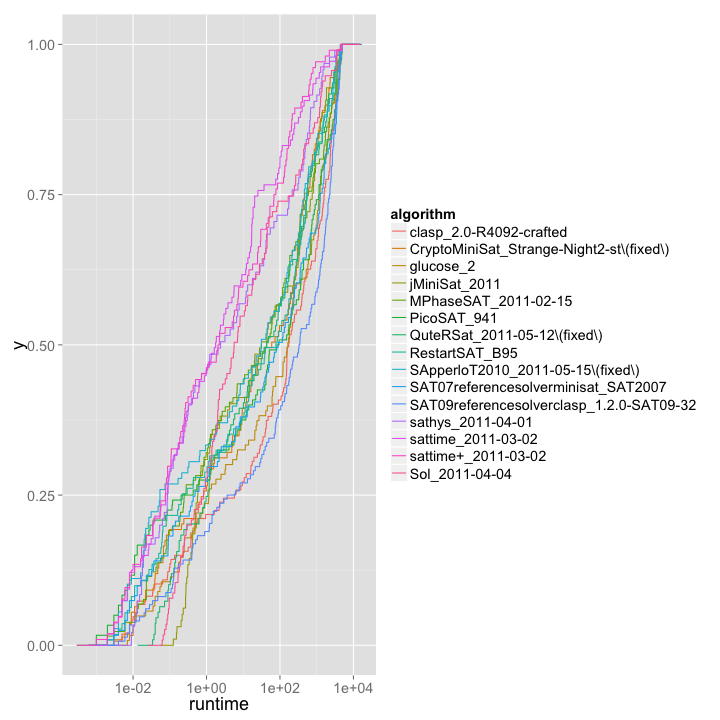 1.00
0.75
0.50
0.25
0.00
y
1e-02 1e+00 1e+02 1e+04
runtime
algorithm
clasp_2.0-R4092-crafted
CryptoMiniSat_Strange-Night2-st\(fixed\)
glucose_2
jMiniSat_2011
MPhaseSAT_2011-02-15
PicoSAT_941
QuteRSat_2011-05-12\(fixed\)
RestartSAT_B95
SApperloT2010_2011-05-15\(fixed\)
SAT07referencesolverminisat_SAT2007
SAT09referencesolverclasp_1.2.0-SAT09-32
sathys_2011-04-01
sattime_2011-03-02
sattime+_2011-03-02
Sol_2011-04-04